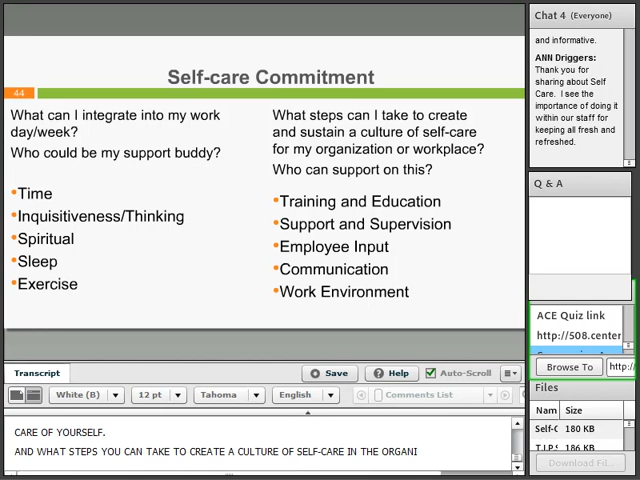 Self-care Commitment
44
What can I integrate into my work
day/week?
Who could be my support buddy?
•Time
•Inquisitiveness/Thinking
•Spiritual
•Sleep
•Exercise
What steps can I take to create
and sustain a culture of self-care
for my organization or workplace?
Who can support on this?
•Training and Education
•Support and Supervision
•Employee Input
•Communication
•Work Environment
Transcript
Save
Help
Auto-Scroll
White (B)
12 pt
Tahoma
English
Comments List
CARE OF YOURSELF.
AND WHAT STEPS YOU CAN TAKE TO CREATE A CULTURE OF SELF-CARE IN THE ORGANI
Chat 4 (Everyone)
and informative.
ANN Driggers:
Thank you for
sharing about Self
Care. I see the
importance of doing it
within our staff for
keeping all fresh and
refreshed.
Q & A
ACE Quiz link
http://508.center
Browse To
http://
Files
Nam Size
Self-C 180 KB
T.I.P.S 186 KB
Download Fil...